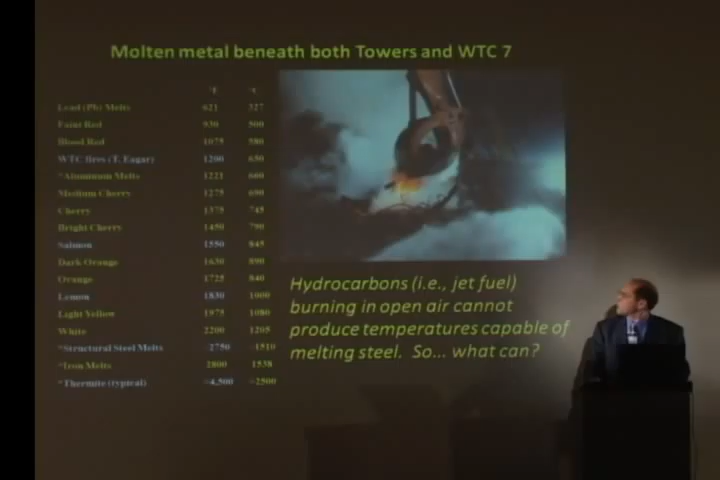 Molten metal beneath both Towers and WTC 7
°F °C
Lead (Pb) Melts 621 327
Faint Red 930 500
Blood Red 1075 580
WTC fires (T. Eagar) 1200 650
*Aluminum Melts 1221 660
Medium Cherry 1275 690
Cherry 1375 745
Bright Cherry 1450 790
Salmon 1550 845
Dark Orange 1630 890
Orange 1725 940
Lemon 1830 1000
Light Yellow 1975 1080
White 2200 1205
*Structural Steel Melts ~2750 ~1510
*Iron Melts 2800 1538
*Thermite (typical) ~4,500 ~2500
Hydrocarbons (i.e., jet fuel)
burning in open air cannot
produce temperatures capable of
melting steel. So... what can?